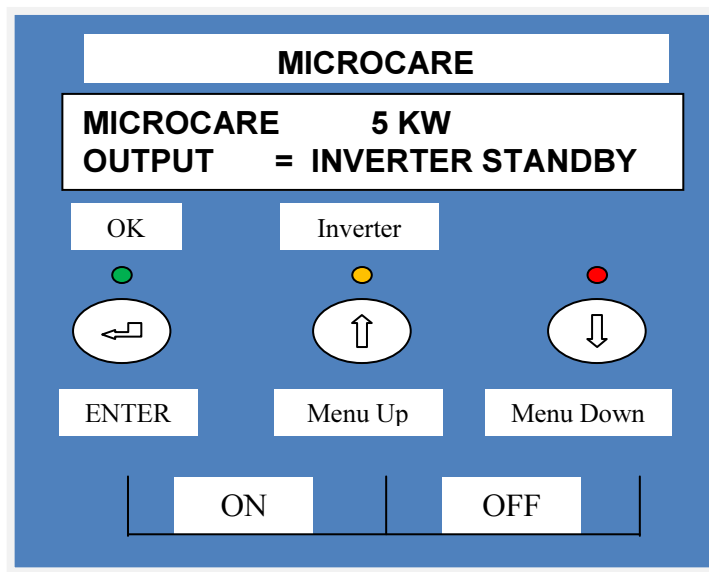 MICROCARE
MICROCARE 5 KW
OUTPUT = INVERTER STANDBY
OK Inverter
ENTER Menu Up Menu Down
ON OFF